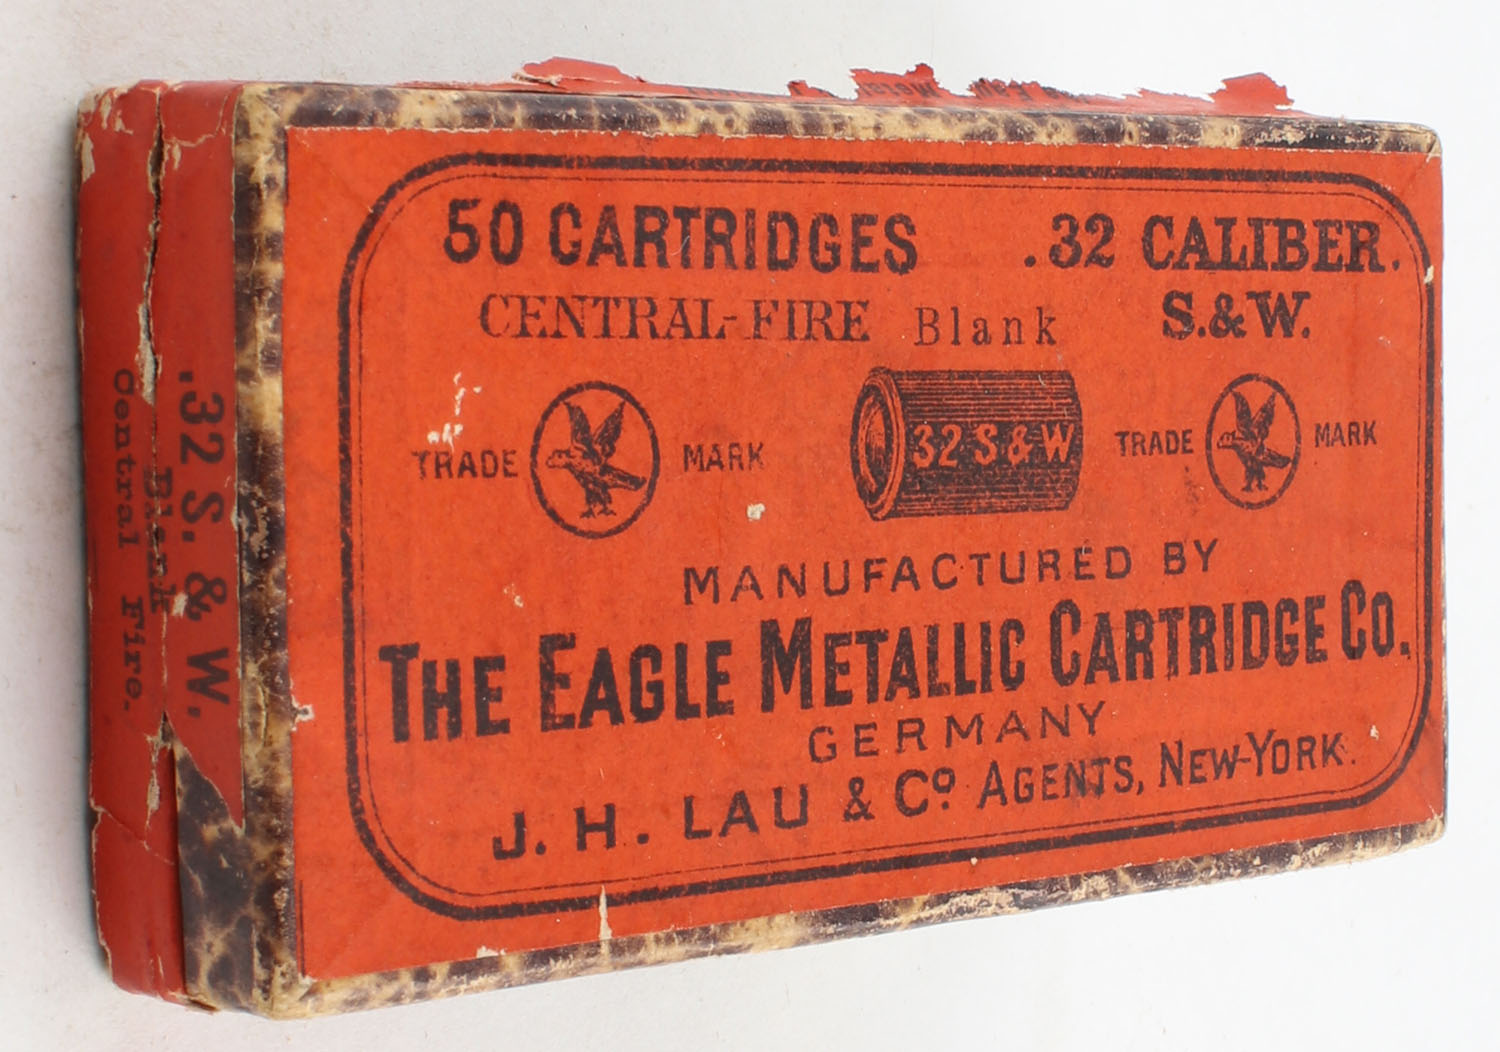 50 CARTRIDGES .32 CALIBER.
CENTRAL-FIRE Blank S.&W.
TRADE MARK 32 S & W TRADE MARK
MANUFACTURED BY
THE EAGLE METALLIC CARTRIDGE CO.
GERMANY
J. H. LAU & Cº AGENTS, NEW-YORK.
.32 S. & W.
Blank
Central Fire.